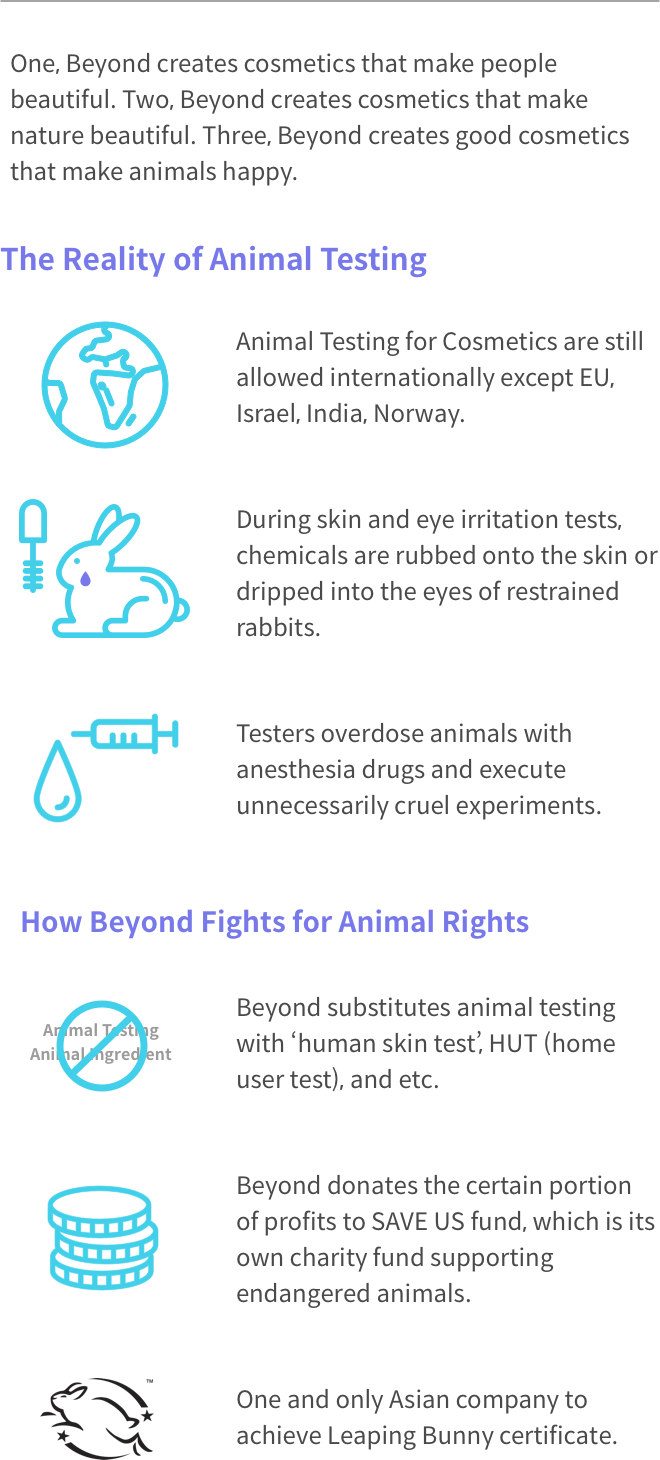 One, Beyond creates cosmetics that make people
beautiful. Two, Beyond creates cosmetics that make
nature beautiful. Three, Beyond creates good cosmetics
that make animals happy.
The Reality of Animal Testing
Animal Testing for Cosmetics are still
allowed internationally except EU,
Israel, India, Norway.
During skin and eye irritation tests,
chemicals are rubbed onto the skin or
dripped into the eyes of restrained
rabbits.
Testers overdose animals with
anesthesia drugs and execute
unnecessarily cruel experiments.
How Beyond Fights for Animal Rights
Animal Testing
Animal Ingredient
Beyond substitutes animal testing
with ‘human skin test’, HUT (home
user test), and etc.
Beyond donates the certain portion
of profits to SAVE US fund, which is its
own charity fund supporting
endangered animals.
TM
One and only Asian company to
achieve Leaping Bunny certificate.